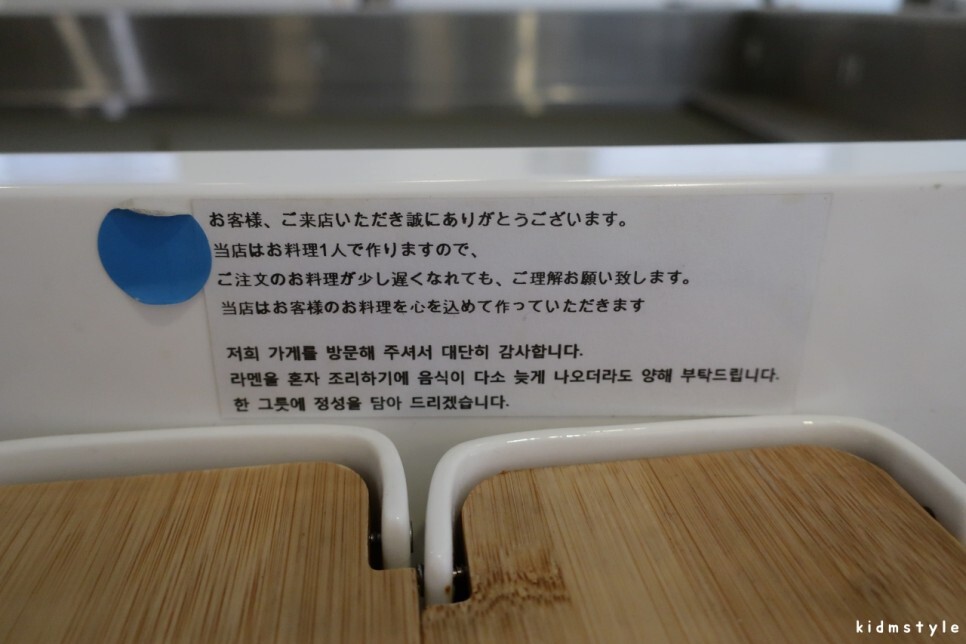 お客様、ご来店いただき誠にありがとうございます。
当店はお料理1人で作りますので、
ご注文のお料理が少し遅くなれても、ご理解お願い致します。
当店はお客様のお料理を心を込めて作っていただきます
저희 가게를 방문해 주셔서 대단히 감사합니다.
라멘을 혼자 조리하기에 음식이 다소 늦게 나오더라도 양해 부탁드립니다.
한 그릇에 정성을 담아 드리겠습니다.
kidmstyle